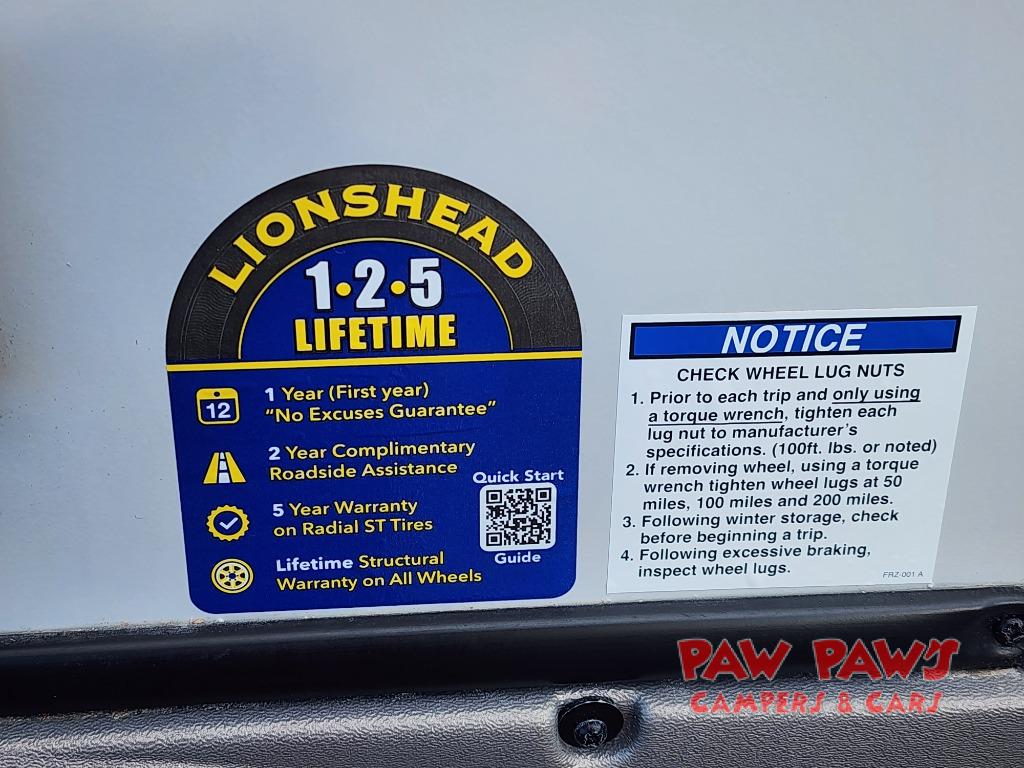 LIONSHEAD
1•2•5
LIFETIME
12
1 Year (First year)
"No Excuses Guarantee"
2 Year Complimentary
Roadside Assistance
5 Year Warranty
on Radial ST Tires
Lifetime Structural
Warranty on All Wheels
Quick Start
Guide
NOTICE
CHECK WHEEL LUG NUTS
1. Prior to each trip and only using
a torque wrench, tighten each
lug nut to manufacturer's
specifications. (100ft. lbs. or noted)
2. If removing wheel, using a torque
wrench tighten wheel lugs at 50
miles, 100 miles and 200 miles.
3. Following winter storage, check
before beginning a trip.
4. Following excessive braking,
inspect wheel lugs.
FRZ-001 A
PAW PAW'S
CAMPERS & CARS